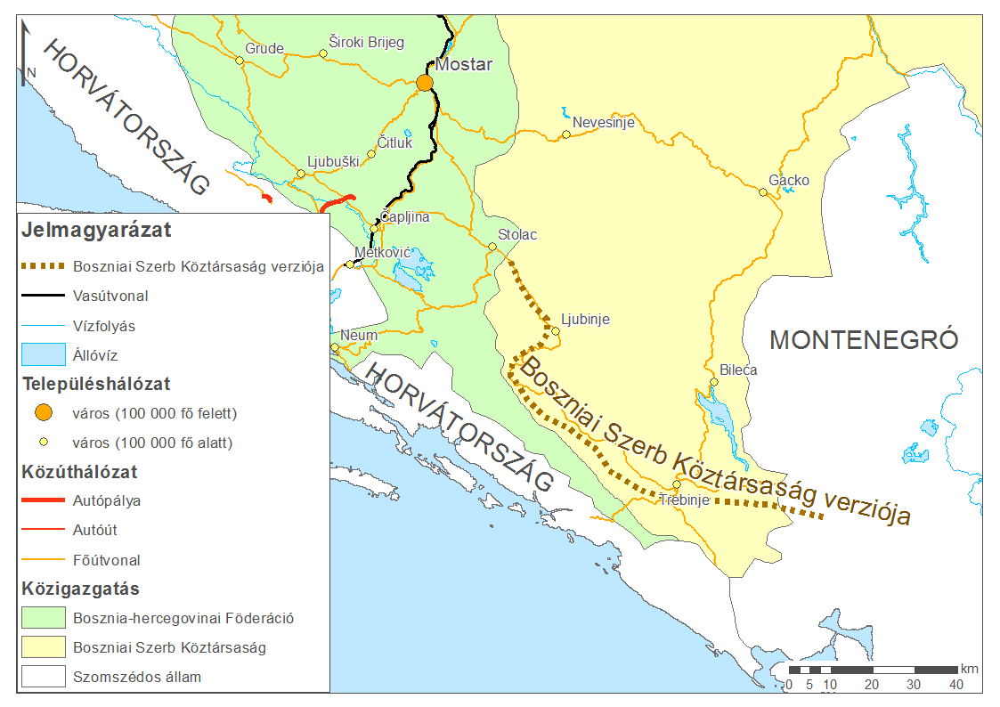 Široki Brijeg
Grude
HORVÁTORSZÁG
N
Mostar
Nevesinje
Čitluk
Ljubuški
Gacko
Čapljina
Stolac
Metković
Ljubinje
Neum
MONTENEGRÓ
Bileća
HORVÁTORSZÁG
Boszniai Szerb Köztársaság verziója
Trebinje
Jelmagyarázat
Boszniai Szerb Köztársaság verziója
Vasútvonal
Vízfolyás
Állóvíz
Településhálózat
város (100 000 fő felett)
város (100 000 fő alatt)
Közúthálózat
Autópálya
Autóút
Főútvonal
Közigazgatás
Bosznia-hercegovinai Föderáció
Boszniai Szerb Köztársaság
Szomszédos állam
km
0 5 10 20 30 40